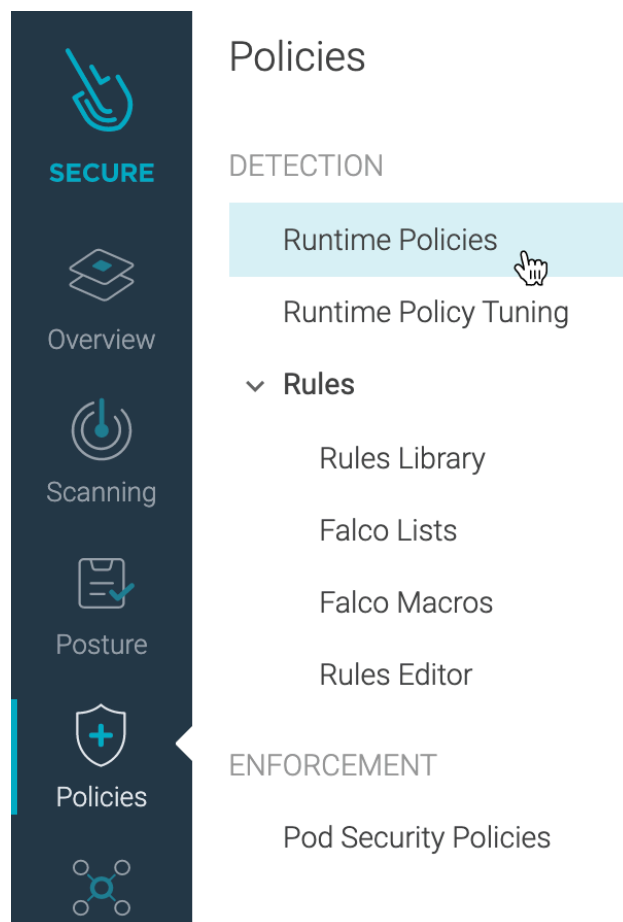 SECURE
Overview
Scanning
Posture
Policies
Policies
DETECTION
Runtime Policies
Runtime Policy Tuning
Rules
Rules Library
Falco Lists
Falco Macros
Rules Editor
ENFORCEMENT
Pod Security Policies